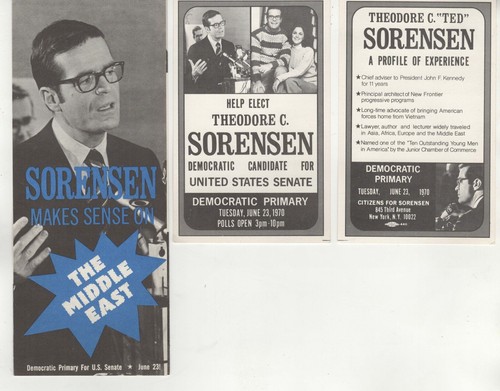 SORENSEN
MAKES SENSE ON
THE
MIDDLE
EAST
Democratic Primary For U.S. Senate ★ June 23!
HELP ELECT
THEODORE C.
SORENSEN
DEMOCRATIC CANDIDATE FOR
UNITED STATES SENATE
DEMOCRATIC PRIMARY
TUESDAY, JUNE 23, 1970
POLLS OPEN 3pm-10pm
THEODORE C. "TED"
SORENSEN
A PROFILE OF EXPERIENCE
★ Chief adviser to President John F. Kennedy
for 11 years
★ Principal architect of New Frontier
progressive programs
★ Long-time advocate of bringing American
forces home from Vietnam
★ Lawyer, author and lecturer widely traveled
in Asia, Africa, Europe and the Middle East
★ Named one of the "Ten Outstanding Young Men
in America" by the Junior Chamber of Commerce
DEMOCRATIC
PRIMARY
TUESDAY, JUNE 23, 1970
CITIZENS FOR SORENSEN
645 Third Avenue
New York, N.Y. 10022